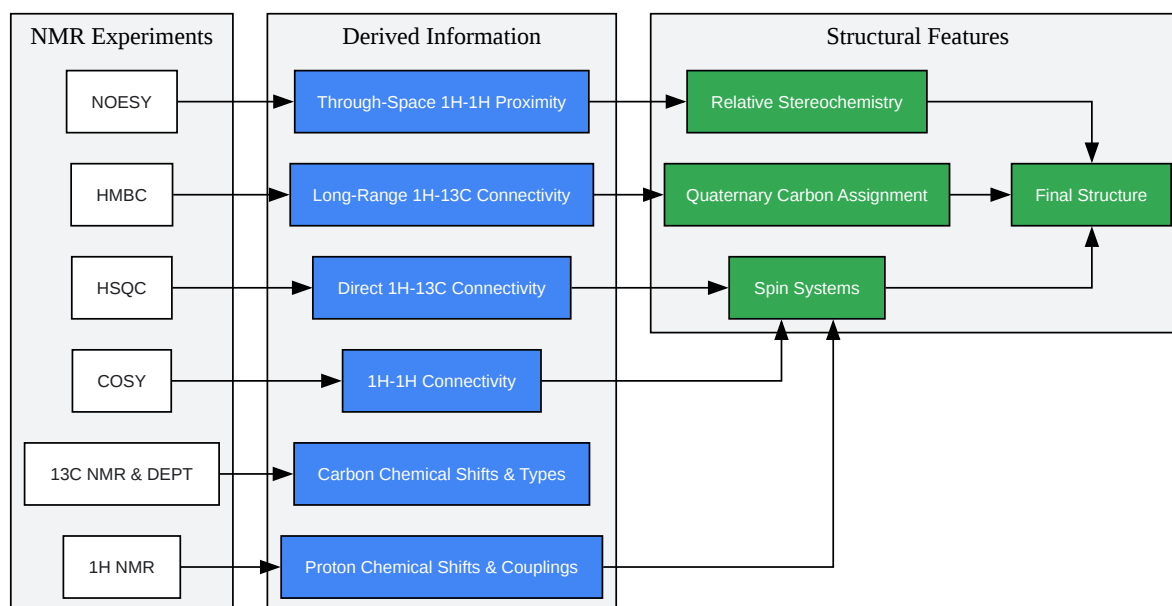 NMR Experiments
NOESY
HMBC
HSQC
COSY
13C NMR & DEPT
1H NMR
Derived Information
Through-Space 1H-1H Proximity
Long-Range 1H-13C Connectivity
Direct 1H-13C Connectivity
1H-1H Connectivity
Carbon Chemical Shifts & Types
Proton Chemical Shifts & Couplings
Structural Features
Relative Stereochemistry
Quaternary Carbon Assignment
Spin Systems
Final Structure